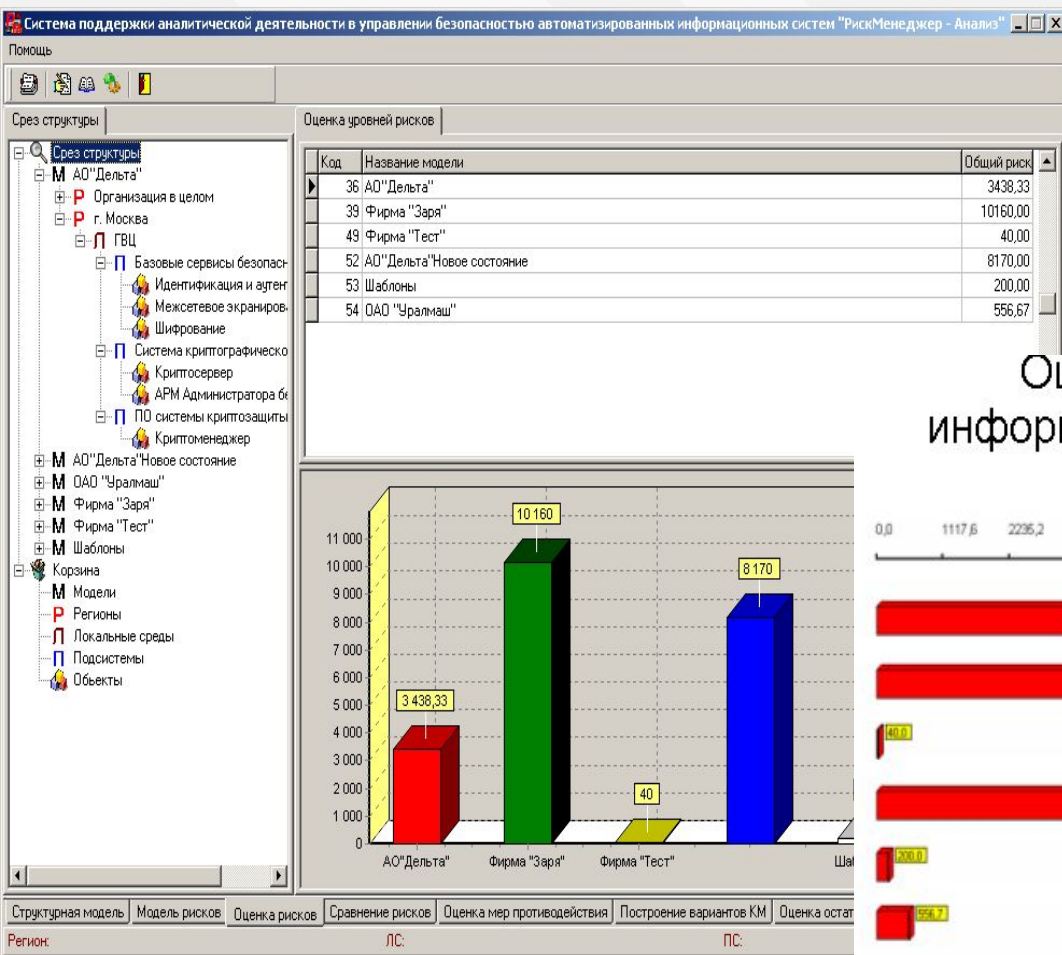 Система поддержки аналитической деятельности в управлении безопасностью автоматизированных информационных систем "РискМенеджер - Анализ"
Помощь
Срез структуры
Срез структуры
М АО"Дельта"
Р Организация в целом
Р г. Москва
Л ГВЦ
П Базовые сервисы безопасн
Идентификация и аутент
Межсетевое экраниров
Шифрование
П Система криптографическо
Криптосервер
АРМ Администратора бе
П ПО системы криптозащиты
Криптоменеджер
М АО"Дельта"Новое состояние
М ОАО "Уралмаш"
М Фирма "Заря"
М Фирма "Тест"
М Шаблоны
Корзина
М Модели
Р Регионы
Л Локальные среды
П Подсистемы
Обьекты
Оценка уровней рисков
Код Название модели Общий риск
36 АО"Дельта" 3438,33
39 Фирма "Заря" 10160,00
49 Фирма "Тест" 40,00
52 АО"Дельта"Новое состояние 8170,00
53 Шаблоны 200,00
54 ОАО "Уралмаш" 556,67
11 000
10 000
9 000
8 000
7 000
6 000
5 000
4 000
3 000
2 000
1 000
0
3 438,33
10 160
40
8 170
АО"Дельта" Фирма "Заря" Фирма "Тест" Ша
инфор
0,0 1117,6 2235,2
40.0
200.0
556.7
Структурная модель Модель рисков Оценка рисков Сравнение рисков Оценка мер противодействия Построение вариантов КМ Оценка остат
Регион: ЛС: ПС: